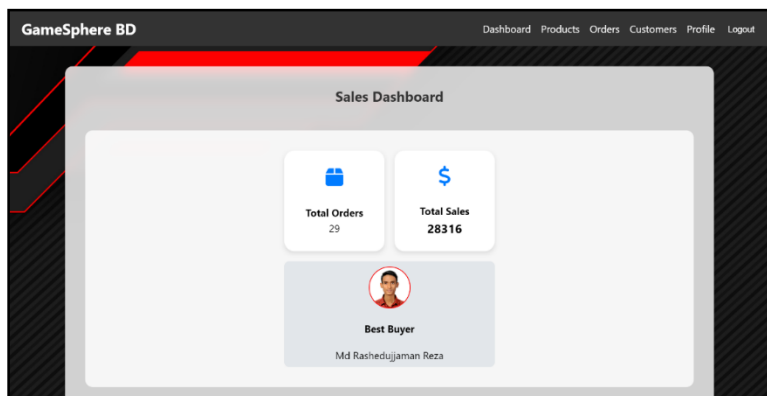 GameSphere BD
Dashboard Products Orders Customers Profile Logout
Sales Dashboard
Total Orders
29
Total Sales
28316
Best Buyer
Md Rashedujjaman Reza